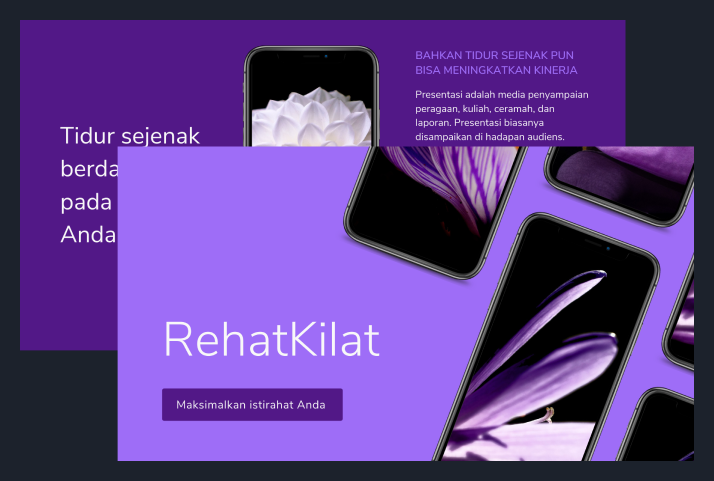 BAHKAN TIDUR SEJENAK PUN
BISA MENINGKATKAN KINERJA
Presentasi adalah media penyampaian
peragaan, kuliah, ceramah, dan
laporan. Presentasi biasanya
disampaikan di hadapan audiens.
Tidur sejenak
pada
Anda
RehatKilat
Maksimalkan istirahat Anda